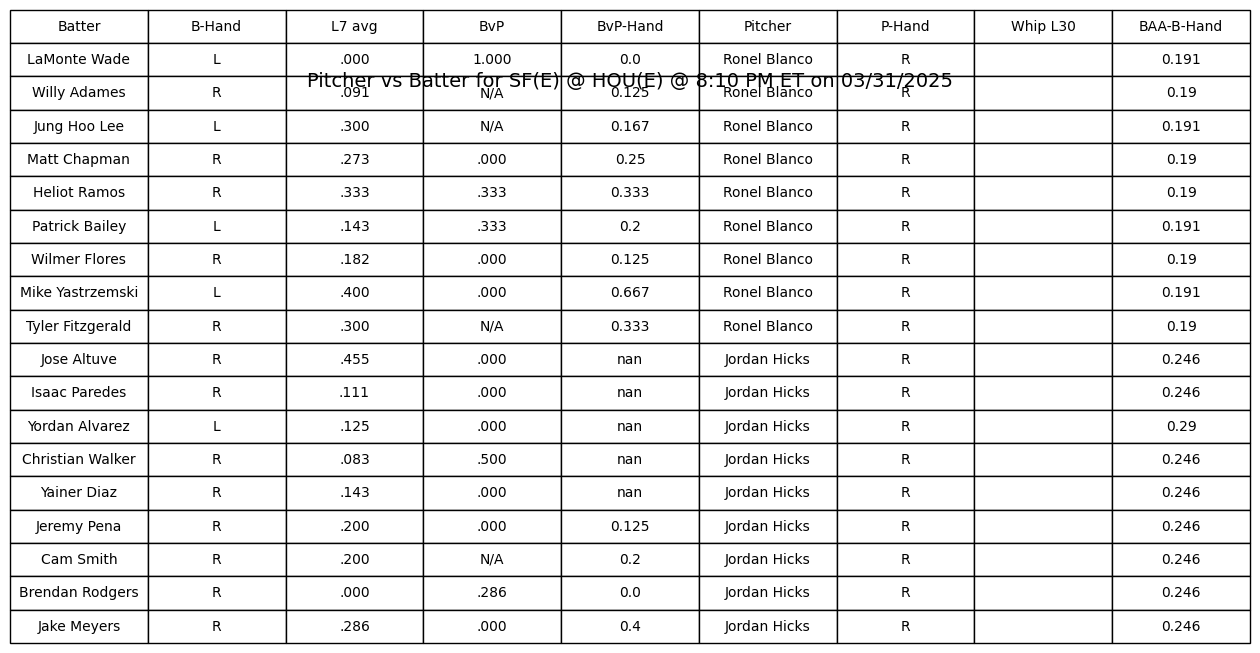 Batter B-Hand L7 avg BvP BvP-Hand Pitcher P-Hand Whip L30 BAA-B-Hand
LaMonte Wade L .000 1.000 0.0 Ronel Blanco R 0.191
Pitcher vs Batter for SF(E) @ HOU(E) @ 8:10 PM ET on 03/31/2025
Willy Adames R .091 N/A 0.125 Ronel Blanco R 0.19
Jung Hoo Lee L .300 N/A 0.167 Ronel Blanco R 0.191
Matt Chapman R .273 .000 0.25 Ronel Blanco R 0.19
Heliot Ramos R .333 .333 0.333 Ronel Blanco R 0.19
Patrick Bailey L .143 .333 0.2 Ronel Blanco R 0.191
Wilmer Flores R .182 .000 0.125 Ronel Blanco R 0.19
Mike Yastrzemski L .400 .000 0.667 Ronel Blanco R 0.191
Tyler Fitzgerald R .300 N/A 0.333 Ronel Blanco R 0.19
Jose Altuve R .455 .000 nan Jordan Hicks R 0.246
Isaac Paredes R .111 .000 nan Jordan Hicks R 0.246
Yordan Alvarez L .125 .000 nan Jordan Hicks R 0.29
Christian Walker R .083 .500 nan Jordan Hicks R 0.246
Yainer Diaz R .143 .000 nan Jordan Hicks R 0.246
Jeremy Pena R .200 .000 0.125 Jordan Hicks R 0.246
Cam Smith R .200 N/A 0.2 Jordan Hicks R 0.246
Brendan Rodgers R .000 .286 0.0 Jordan Hicks R 0.246
Jake Meyers R .286 .000 0.4 Jordan Hicks R 0.246